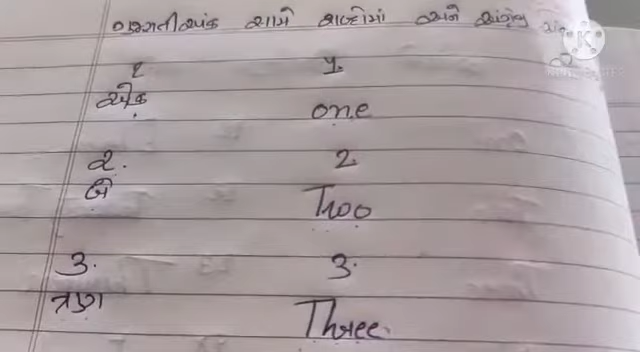 ગુજરાતી અંક સામે શબ્દોમાં અને અંગ્રેજી
૧ 1.
એક one
૨. 2.
બે Two
૩. 3.
ત્રણ Three.